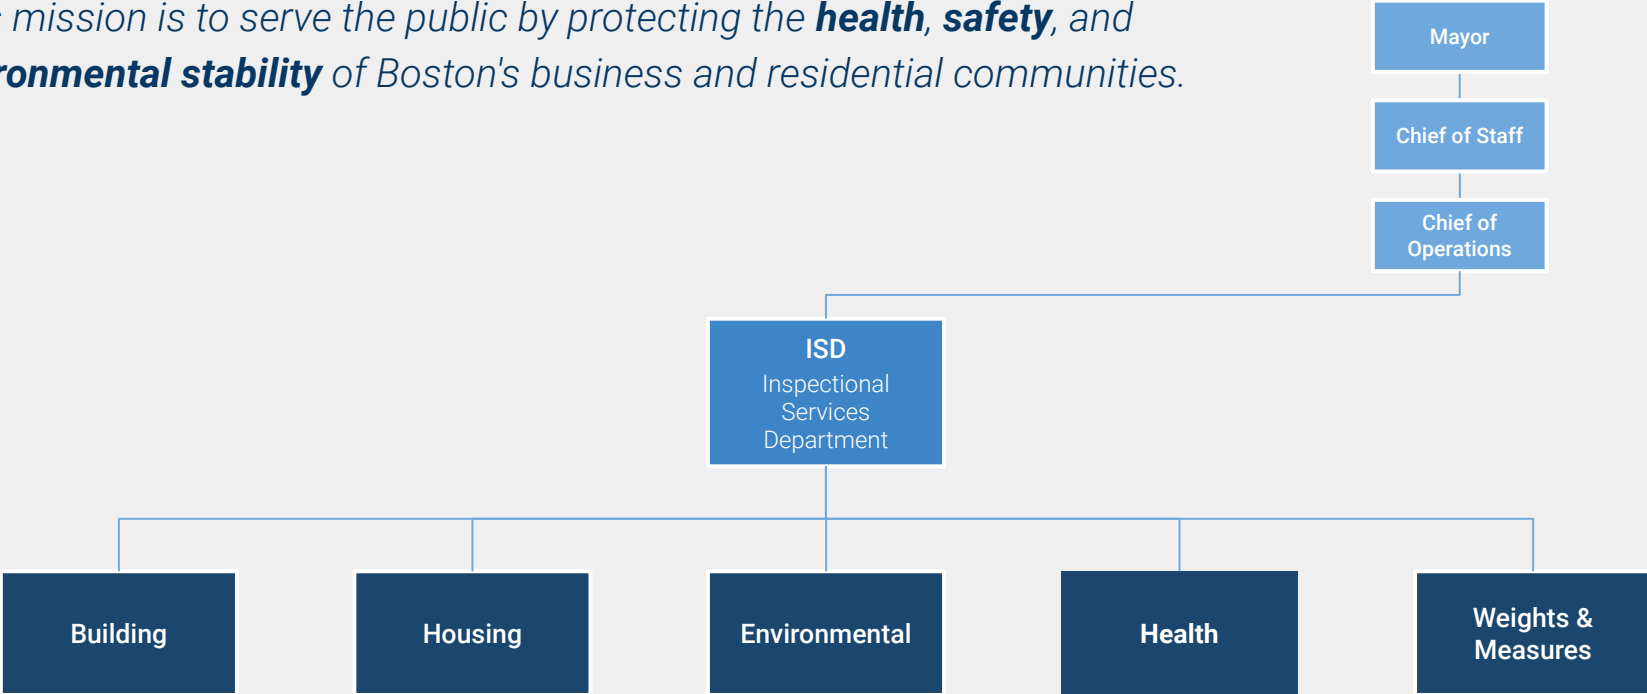 mission is to serve the public by protecting the health, safety, and
ronmental stability of Boston's business and residential communities.
Mayor
Chief of Staff
Chief of
Operations
ISD
Inspectional
Services
Department
Building
Housing
Environmental
Health
Weights &
Measures